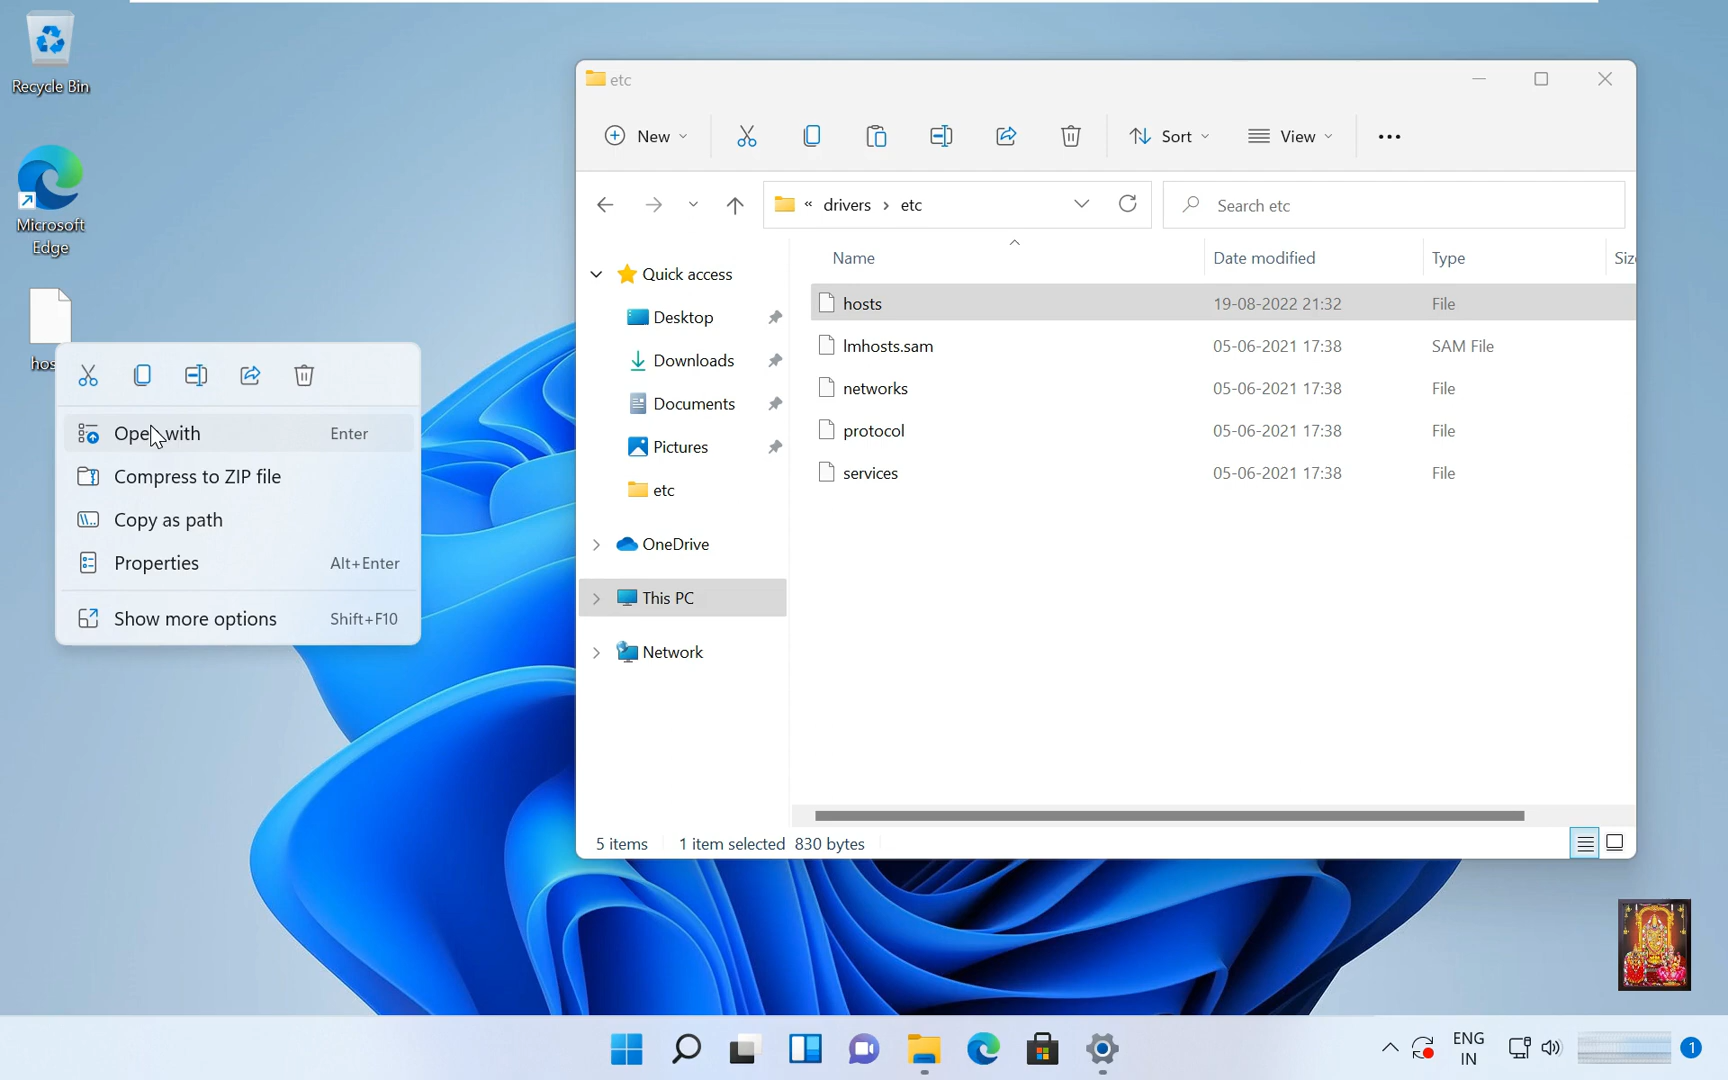 Recycle Bin
Microsoft
Edge
Open with Enter
Compress to ZIP file
Copy as path
Properties Alt+Enter
Show more options Shift+F10
etc
New
Sort
View
« drivers › etc
Search etc
Name Date modified Type
hosts 19-08-2022 21:32 File
lmhosts.sam 05-06-2021 17:38 SAM File
networks 05-06-2021 17:38 File
protocol 05-06-2021 17:38 File
services 05-06-2021 17:38 File
Quick access
Desktop
Downloads
Documents
Pictures
etc
OneDrive
This PC
Network
5 items 1 item selected 830 bytes
ENG
IN
1